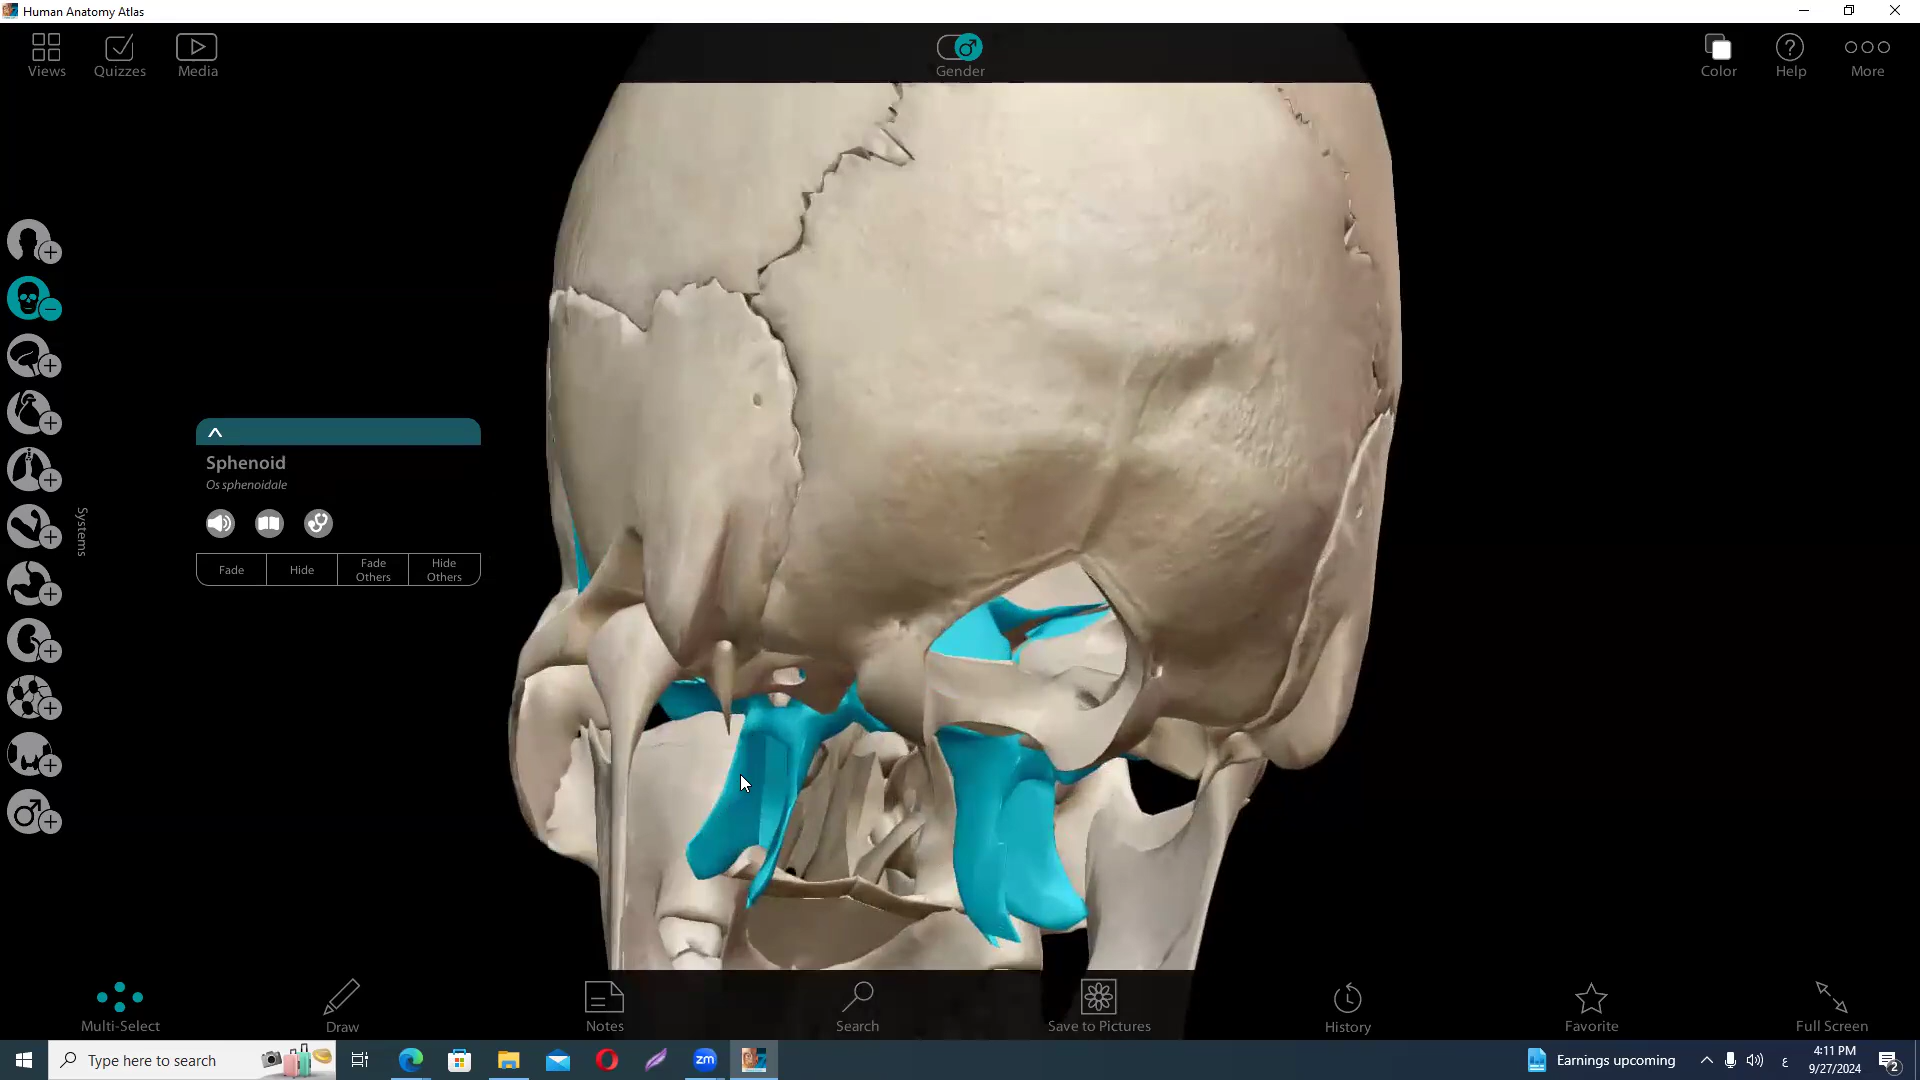 Human Anatomy Atlas
Views
Quizzes
Media
Gender
Color
Help
More
Systems
Sphenoid
Os sphenoidale
Fade
Hide
Fade
Others
Hide
Others
Multi-Select
Draw
Notes
Search
Save to Pictures
History
Favorite
Full Screen
Type here to search
zm
Earnings upcoming
ع
4:11 PM
9/27/2024
2